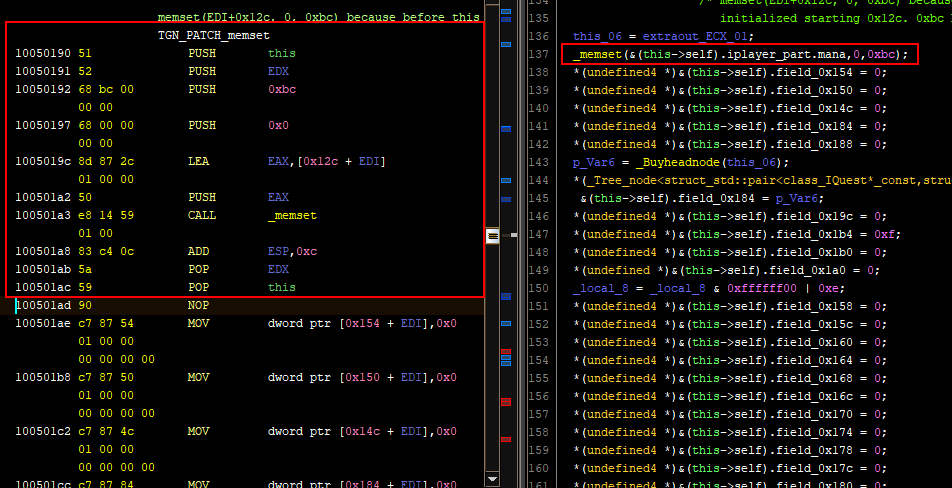 memset(EDI+0x12c, 0, 0xbc) because before this
TGN_PATCH_memset
10050190 51 PUSH this
10050191 52 PUSH EDX
10050192 68 bc 00 PUSH 0xbc
00 00
10050197 68 00 00 PUSH 0x0
00 00
1005019c 8d 87 2c LEA EAX,[0x12c + EDI]
01 00 00
100501a2 50 PUSH EAX
100501a3 e8 14 59 CALL _memset
01 00
100501a8 83 c4 0c ADD ESP,0xc
100501ab 5a POP EDX
100501ac 59 POP this
100501ad 90 NOP
100501ae c7 87 54 MOV dword ptr [0x154 + EDI],0x0
01 00 00
00 00 00 00
100501b8 c7 87 50 MOV dword ptr [0x150 + EDI],0x0
01 00 00
00 00 00 00
100501c2 c7 87 4c MOV dword ptr [0x14c + EDI],0x0
01 00 00
00 00 00 00
100501cc c7 87 84 MOV dword ptr [0x184 + EDI],0x0
134 /* memset(EDI+0x12c, 0, 0xbc) becaus
135 initialized starting 0x12c. 0xbc
136 this_06 = extraout_ECX_01;
137 _memset(&(this->self).iplayer_part.mana,0,0xbc);
138 *(undefined4 *)&(this->self).field_0x154 = 0;
139 *(undefined4 *)&(this->self).field_0x150 = 0;
140 *(undefined4 *)&(this->self).field_0x14c = 0;
141 *(undefined4 *)&(this->self).field_0x184 = 0;
142 *(undefined4 *)&(this->self).field_0x188 = 0;
143 p_Var6 = _Buyheadnode(this_06);
144 *(_Tree_node<struct_std::pair<class_IQuest*_const,stru
145 &(this->self).field_0x184 = p_Var6;
146 *(undefined4 *)&(this->self).field_0x19c = 0;
147 *(undefined4 *)&(this->self).field_0x1b4 = 0xf;
148 *(undefined4 *)&(this->self).field_0x1b0 = 0;
149 *(undefined *)&(this->self).field_0x1a0 = 0;
150 _local_8 = _local_8 & 0xffffff00 | 0xe;
151 *(undefined4 *)&(this->self).field_0x158 = 0;
152 *(undefined4 *)&(this->self).field_0x15c = 0;
153 *(undefined4 *)&(this->self).field_0x160 = 0;
154 *(undefined4 *)&(this->self).field_0x164 = 0;
155 *(undefined4 *)&(this->self).field_0x168 = 0;
156 *(undefined4 *)&(this->self).field_0x16c = 0;
157 *(undefined4 *)&(this->self).field_0x170 = 0;
158 *(undefined4 *)&(this->self).field_0x174 = 0;
159 *(undefined4 *)&(this->self).field_0x178 = 0;
160 *(undefined4 *)&(this->self).field_0x17c = 0;
161 *(undefined4 *)&(this->self).field_0x180 = 0;